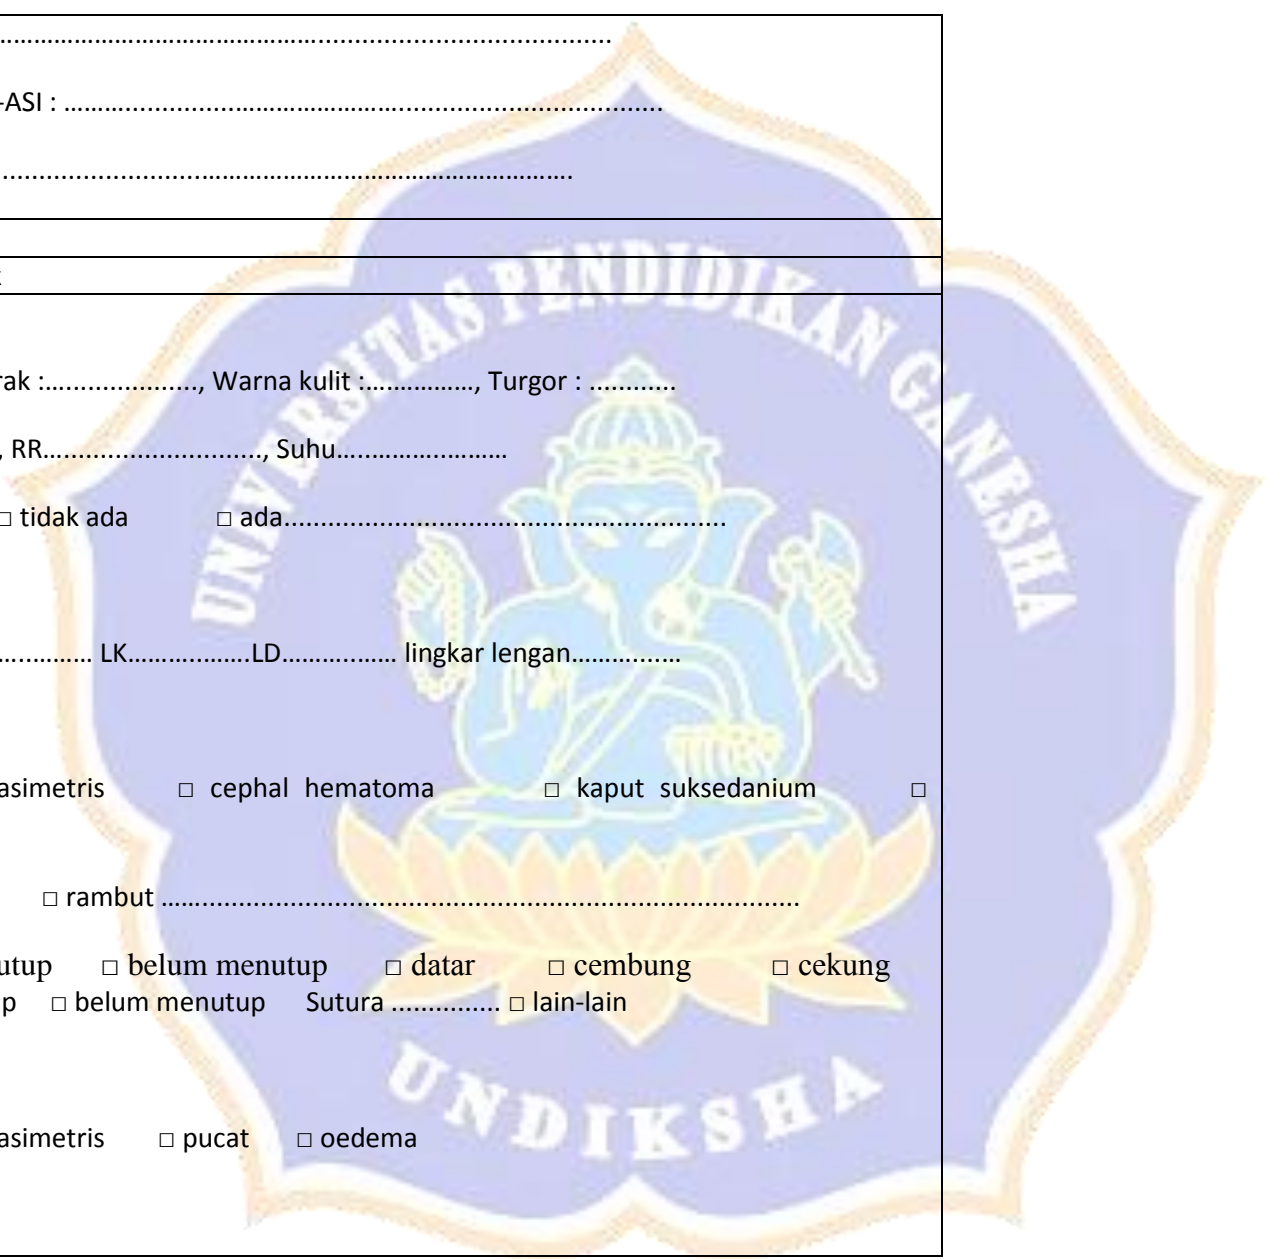 ……………………………………………………………
-ASI : ……………………………………………………………
……………………………………………………………
rak :…...................., Warna kulit :……………, Turgor : …………
, RR…..........................., Suhu…..…………………
□ tidak ada □ ada..........................................................
…………… LK……………..LD……………… lingkar lengan……………
asimetris □ cephal hematoma □ kaput suksedanium □
□ rambut ……...........................................................................
utup □ belum menutup □ datar □ cembung □ cekung
p □ belum menutup Sutura ............... □ lain-lain
asimetris □ pucat □ oedema
UNIVERSITAS PENDIDIKAN GANESHA
UNDIKSHA